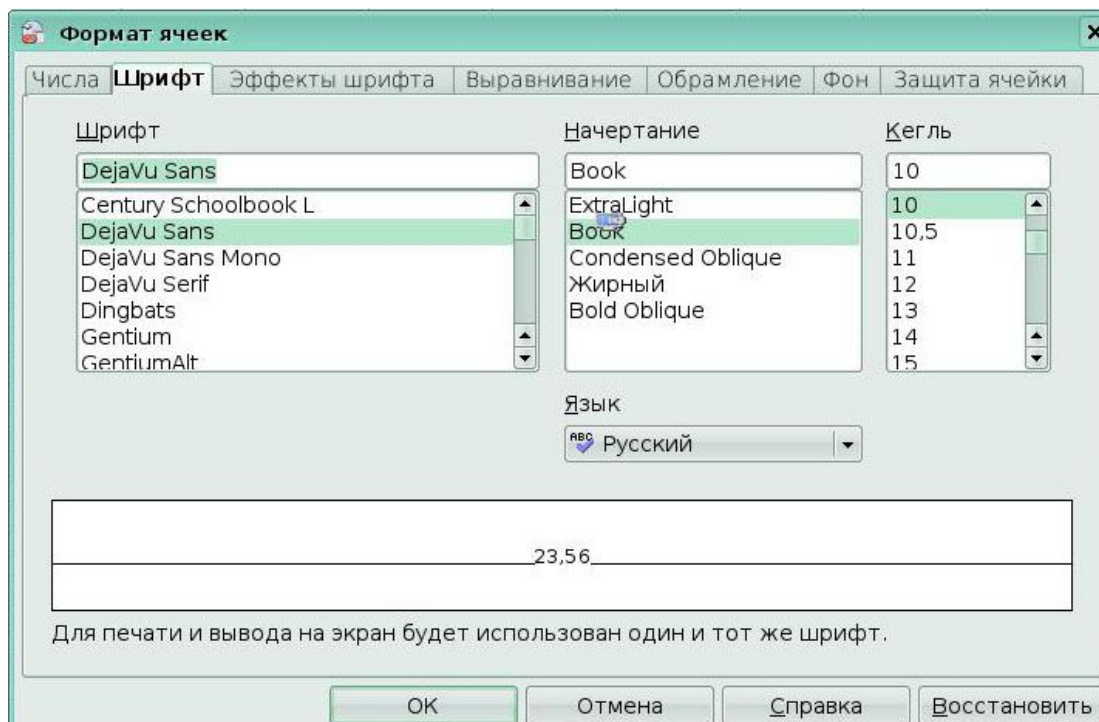 Формат ячеек
Числа Шрифт Эффекты шрифта Выравнивание Обрамление Фон Защита ячейки
Шрифт Начертание Кегль
DejaVu Sans Book 10
Century Schoolbook L ExtraLight 10
DejaVu Sans Book 10,5
DejaVu Sans Mono Condensed Oblique 11
DejaVu Serif Жирный 12
Dingbats Bold Oblique 13
Gentium 14
GentiumAlt 15
Язык
ABC Русский
23,56
Для печати и вывода на экран будет использован один и тот же шрифт.
OK Отмена Справка Восстановить